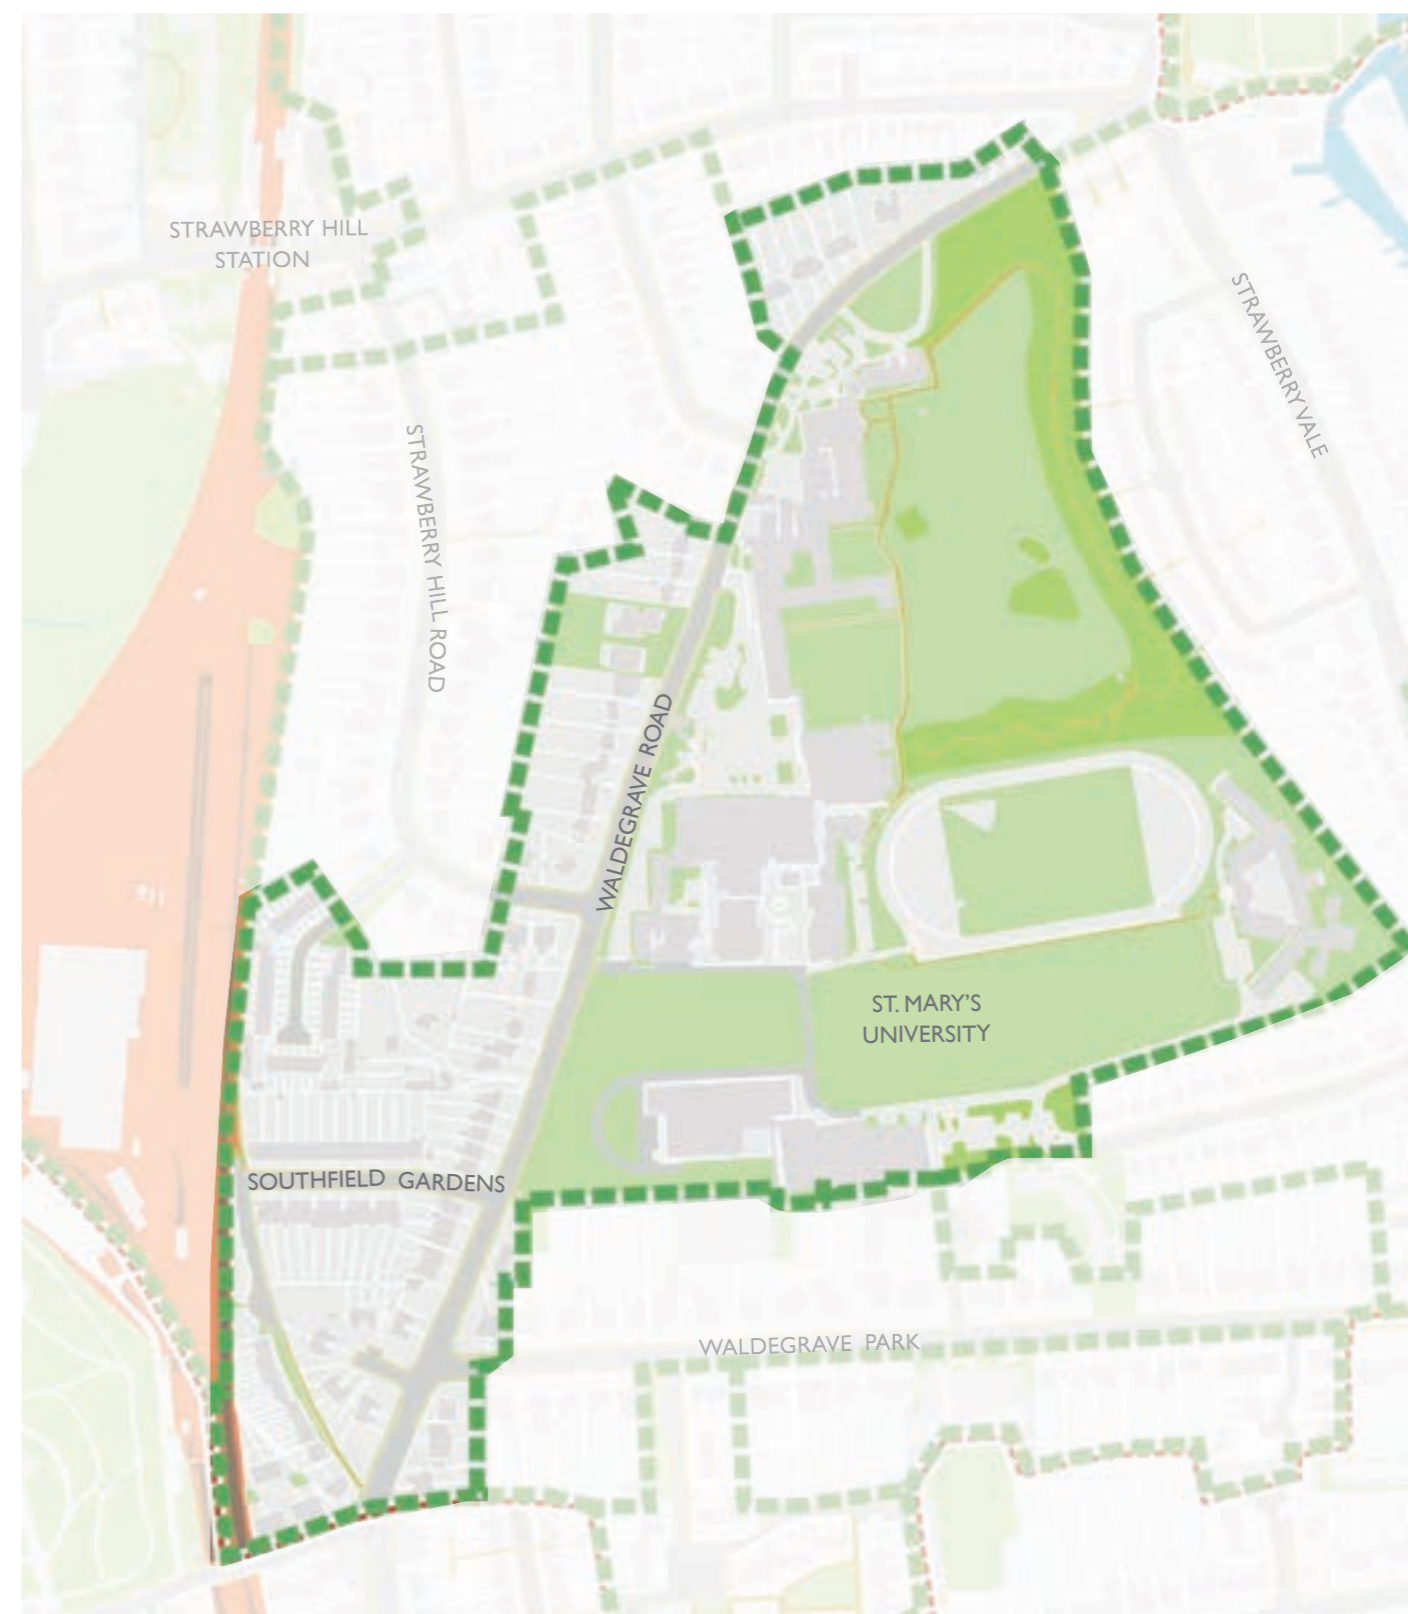 STRAWBERRY HILL
STATION
STRAWBERRY VALE
STRAWBERRY HILL ROAD
WALDEGRAVE ROAD
ST. MARY'S
UNIVERSITY
SOUTHFIELD GARDENS
WALDEGRAVE PARK